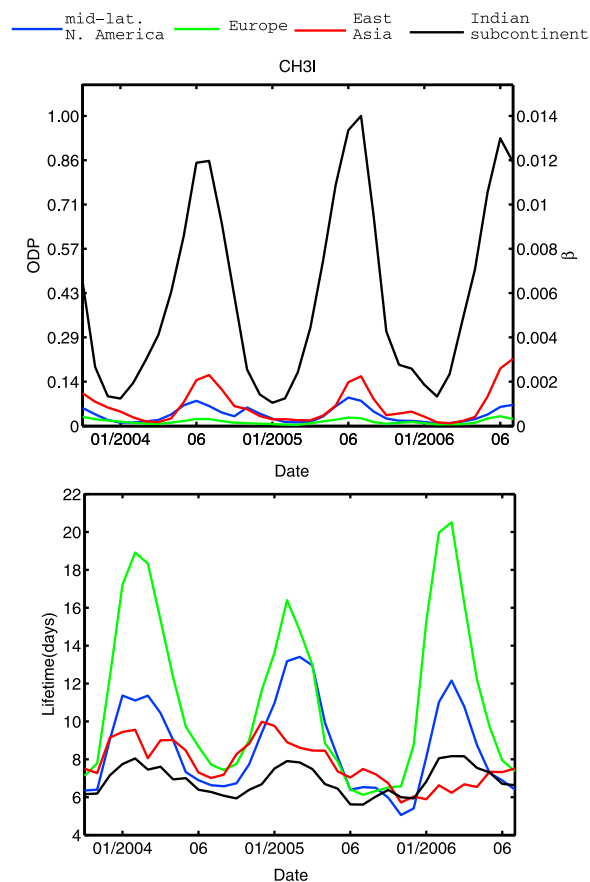 mid-lat.
N. America
Europe
East
Asia
Indian
subcontinent
CH3I
1.00
0.86
0.71
0.57
0.43
0.29
0.14
0
ODP
0.014
0.012
0.01
0.008
0.006
0.004
0.002
0
β
01/2004
06
01/2005
06
01/2006
06
Date
22
20
18
16
14
12
10
8
6
4
Lifetime(days)
01/2004
06
01/2005
06
01/2006
06
Date